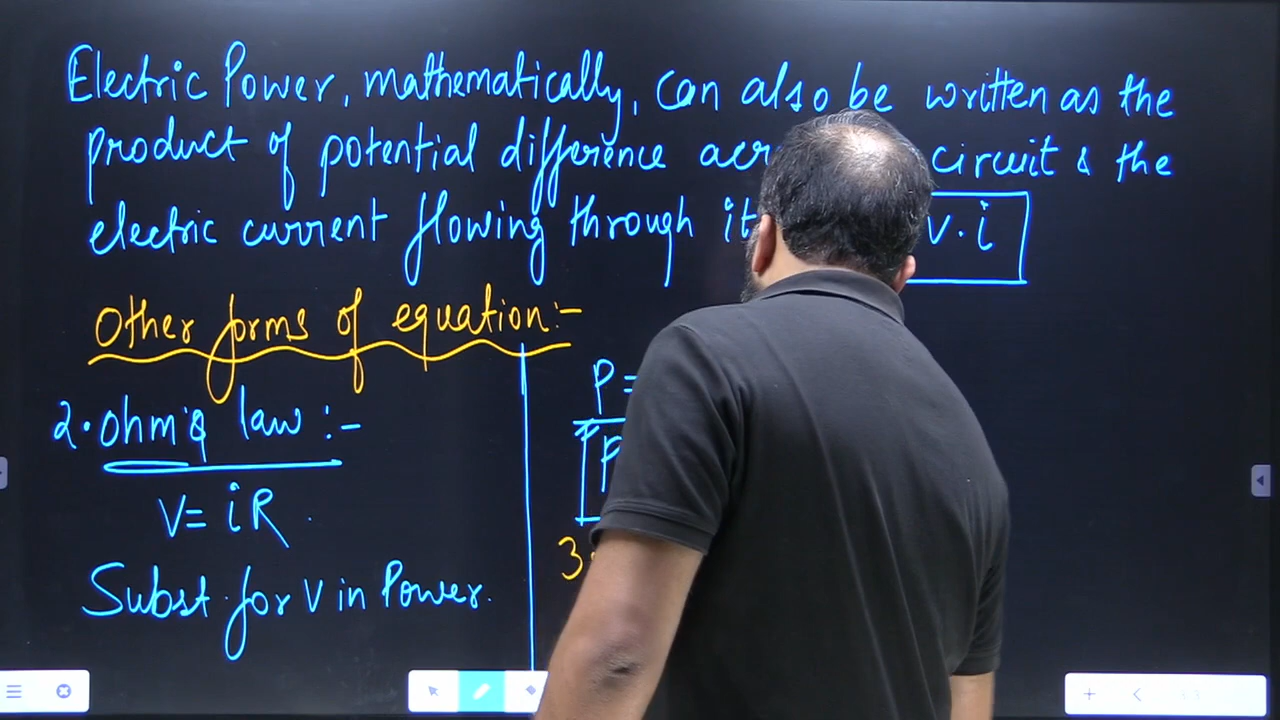 Electric Power, mathematically, can also be written as the
product of potential difference circuit & the
electric current flowing through it V. i
Other forms of equation:-
2. ohm's law :-
V= iR.
Subst. for V in Power.
P =
P
3.